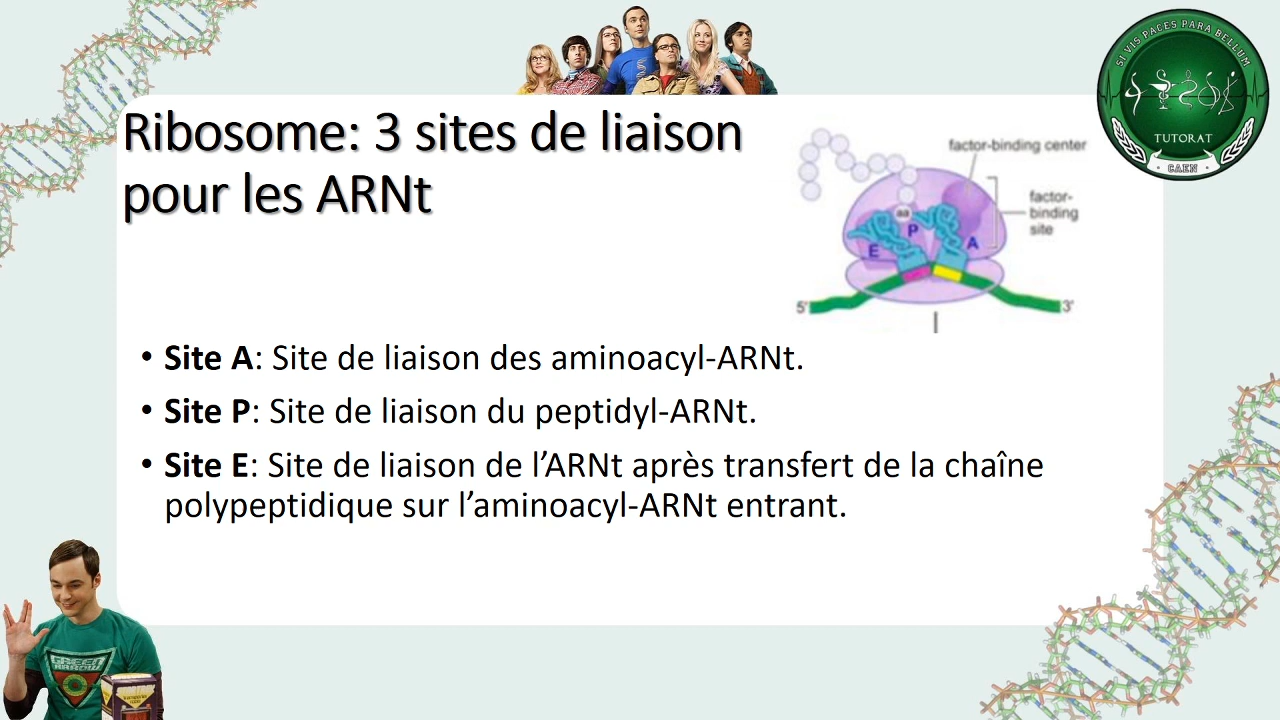 SI VIS PACES PARA BELLUM
TUTORAT
CAEN
Ribosome: 3 sites de liaison
pour les ARNt
factor-binding center
factor-
binding
site
aa
P
E
A
5'
3'
• Site A: Site de liaison des aminoacyl-ARNt.
• Site P: Site de liaison du peptidyl-ARNt.
• Site E: Site de liaison de l’ARNt après transfert de la chaîne
polypeptidique sur l’aminoacyl-ARNt entrant.
GREEN